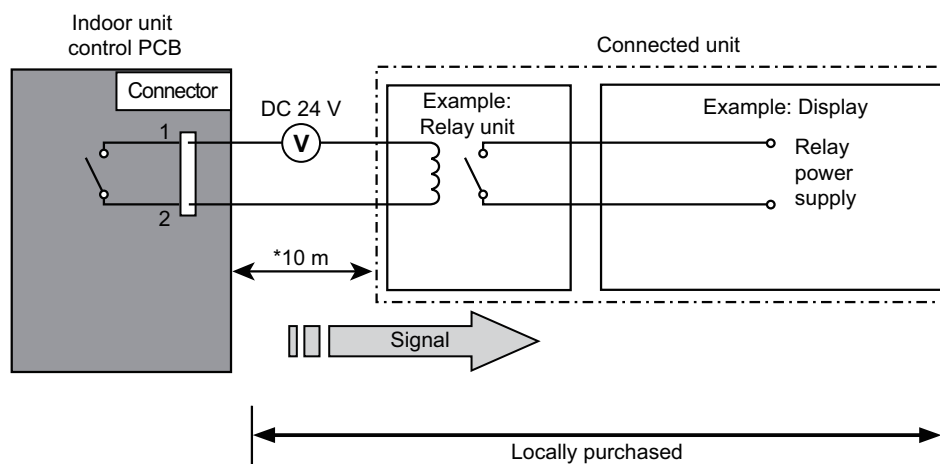 Indoor unit
control PCB
Connector
1
2
DC 24 V
V
*10 m
Connected unit
Example:
Relay unit
Example: Display
Relay
power
supply
Signal
Locally purchased